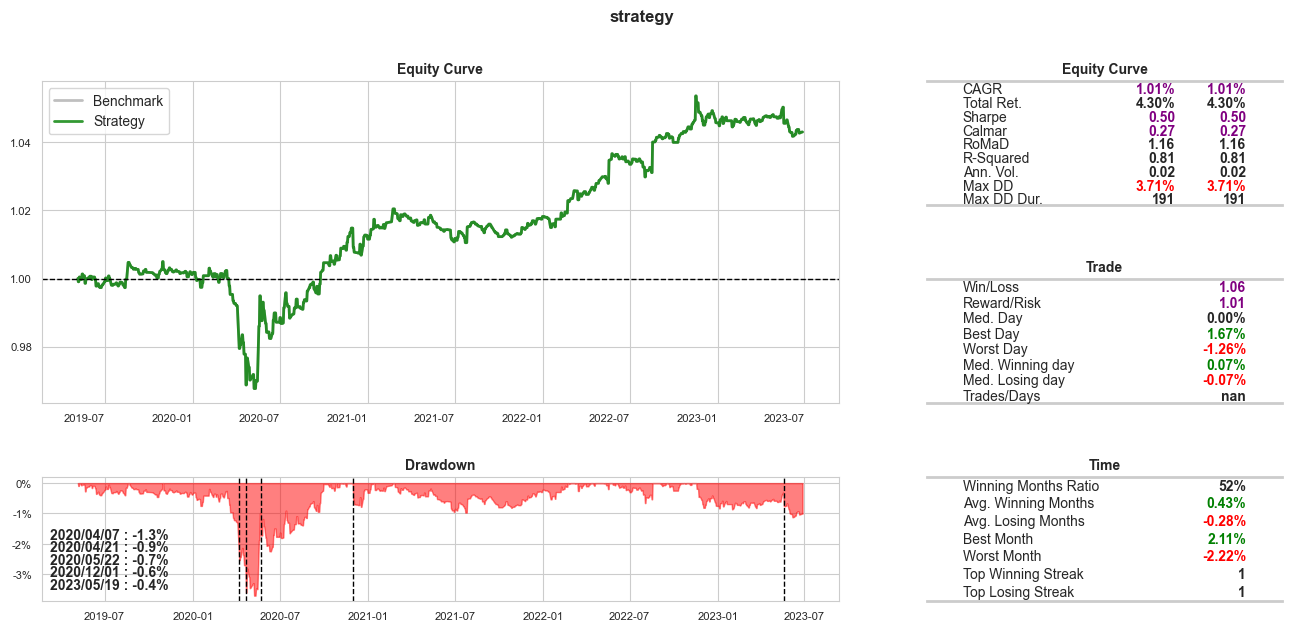 strategy
Equity Curve
Benchmark
Strategy
1.04
1.02
1.00
0.98
2019-07 2020-01 2020-07 2021-01 2021-07 2022-01 2022-07 2023-01 2023-07
Drawdown
0%
-1%
-2%
-3%
2020/04/07 : -1.3%
2020/04/21 : -0.9%
2020/05/22 : -0.7%
2020/12/01 : -0.6%
2023/05/19 : -0.4%
2019-07 2020-01 2020-07 2021-01 2021-07 2022-01 2022-07 2023-01 2023-07
Equity Curve
CAGR 1.01% 1.01%
Total Ret. 4.30% 4.30%
Sharpe 0.50 0.50
Calmar 0.27 0.27
RoMaD 1.16 1.16
R-Squared 0.81 0.81
Ann. Vol. 0.02 0.02
Max DD 3.71% 3.71%
Max DD Dur. 191 191
Trade
Win/Loss 1.06
Reward/Risk 1.01
Med. Day 0.00%
Best Day 1.67%
Worst Day -1.26%
Med. Winning day 0.07%
Med. Losing day -0.07%
Trades/Days nan
Time
Winning Months Ratio 52%
Avg. Winning Months 0.43%
Avg. Losing Months -0.28%
Best Month 2.11%
Worst Month -2.22%
Top Winning Streak 1
Top Losing Streak 1